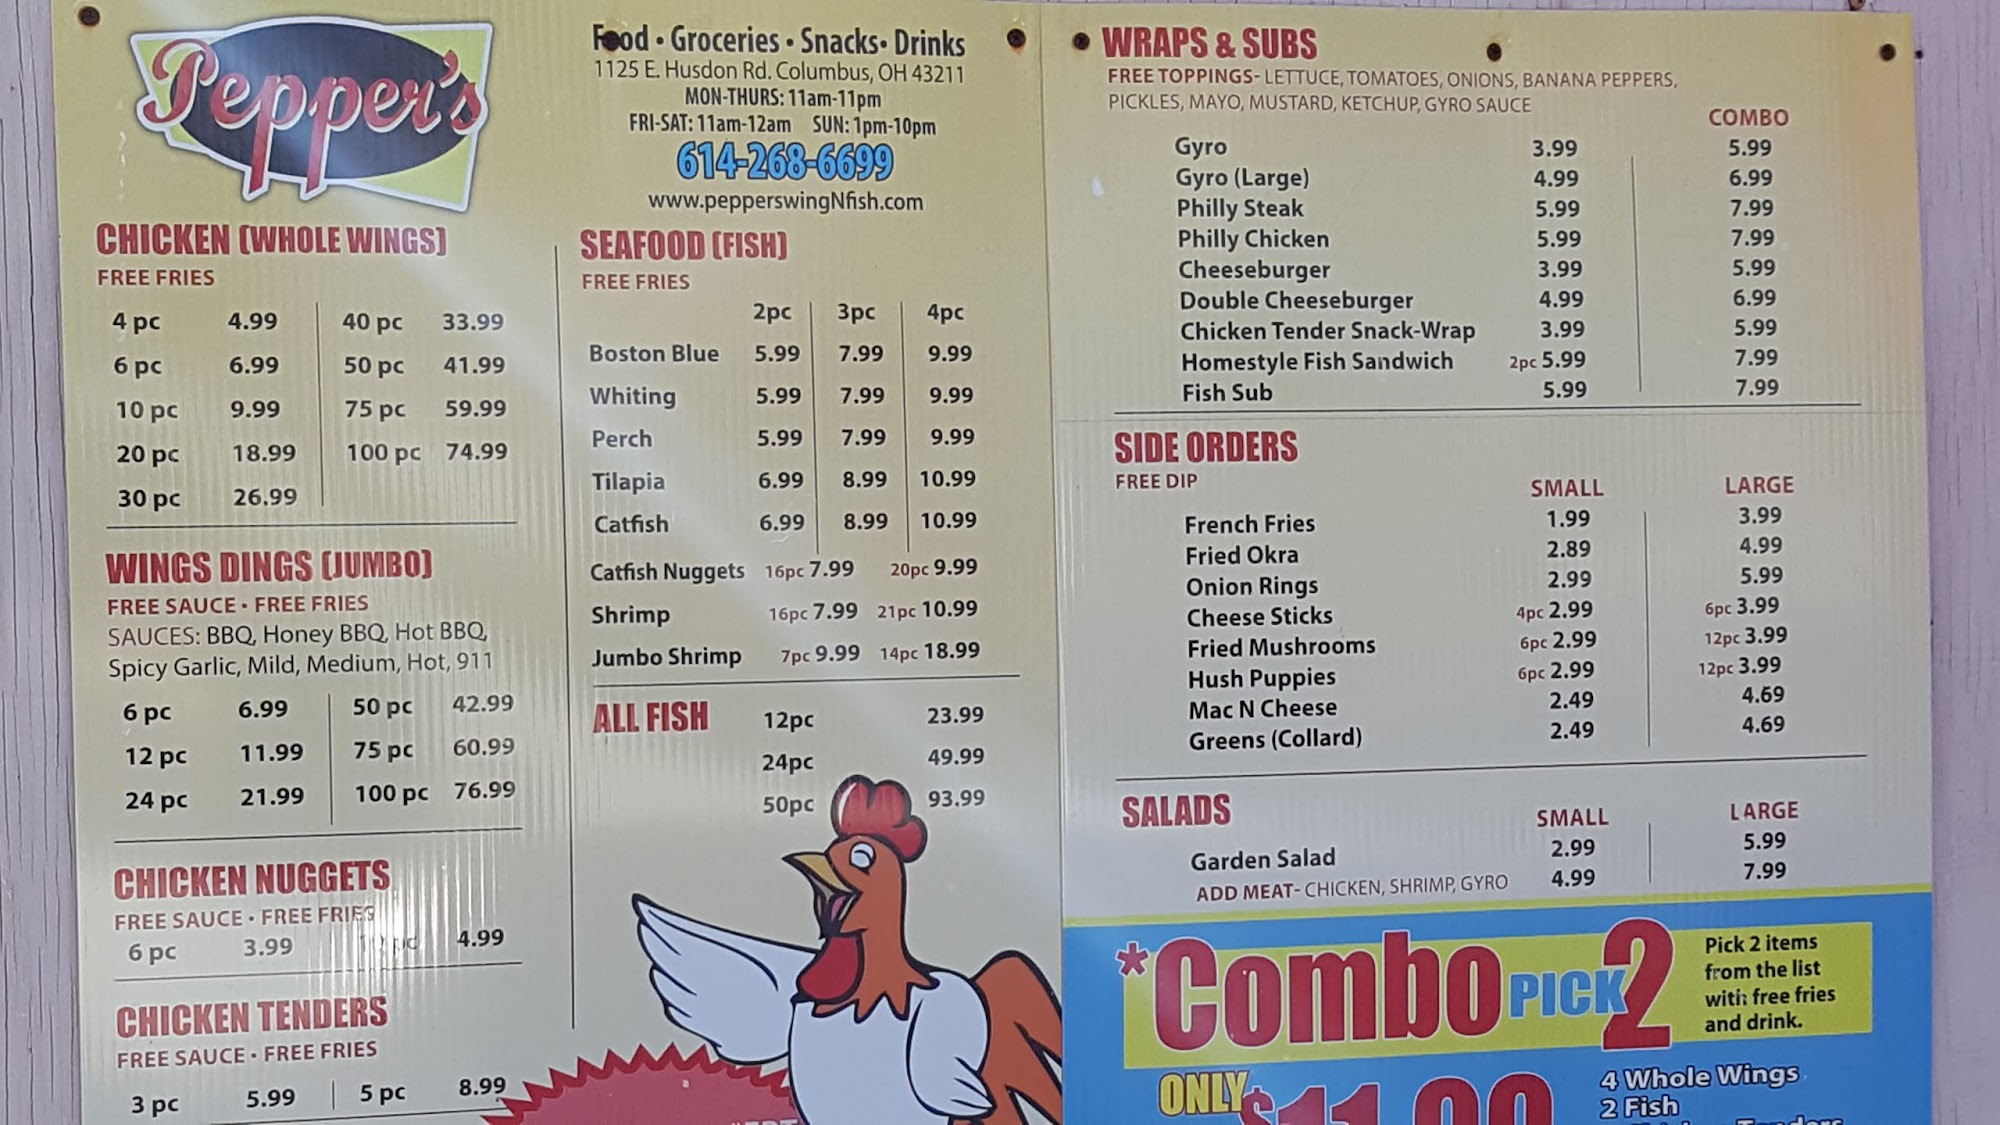 Pepper's
Food • Groceries • Snacks• Drinks
1125 E. Husdon Rd. Columbus, OH 43211
MON-THURS: 11am-11pm
FRI-SAT: 11am-12am SUN: 1pm-10pm
614-268-6699
www.pepperswingNfish.com
CHICKEN (WHOLE WINGS)
FREE FRIES
4 pc 4.99 40 pc 33.99
6 pc 6.99 50 pc 41.99
10 pc 9.99 75 pc 59.99
20 pc 18.99 100 pc 74.99
30 pc 26.99
WINGS DINGS (JUMBO)
FREE SAUCE • FREE FRIES
SAUCES: BBQ, Honey BBQ, Hot BBQ,
Spicy Garlic, Mild, Medium, Hot, 911
6 pc 6.99 50 pc 42.99
12 pc 11.99 75 pc 60.99
24 pc 21.99 100 pc 76.99
CHICKEN NUGGETS
FREE SAUCE • FREE FRIES
6 pc 3.99 pc 4.99
CHICKEN TENDERS
FREE SAUCE • FREE FRIES
3 pc 5.99 5 pc 8.99
SEAFOOD (FISH)
FREE FRIES
2pc 3pc 4pc
Boston Blue 5.99 7.99 9.99
Whiting 5.99 7.99 9.99
Perch 5.99 7.99 9.99
Tilapia 6.99 8.99 10.99
Catfish 6.99 8.99 10.99
Catfish Nuggets 16pc 7.99 20pc 9.99
Shrimp 16pc 7.99 21pc 10.99
Jumbo Shrimp 7pc 9.99 14pc 18.99
ALL FISH 12pc 23.99
24pc 49.99
50pc 93.99
WRAPS & SUBS
FREE TOPPINGS- LETTUCE, TOMATOES, ONIONS, BANANA PEPPERS,
PICKLES, MAYO, MUSTARD, KETCHUP, GYRO SAUCE
COMBO
Gyro 3.99 5.99
Gyro (Large) 4.99 6.99
Philly Steak 5.99 7.99
Philly Chicken 5.99 7.99
Cheeseburger 3.99 5.99
Double Cheeseburger 4.99 6.99
Chicken Tender Snack-Wrap 3.99 5.99
Homestyle Fish Sandwich 2pc 5.99 7.99
Fish Sub 5.99 7.99
SIDE ORDERS
FREE DIP
SMALL LARGE
French Fries 1.99 3.99
Fried Okra 2.89 4.99
Onion Rings 2.99 5.99
Cheese Sticks 4pc 2.99 6pc 3.99
Fried Mushrooms 6pc 2.99 12pc 3.99
Hush Puppies 6pc 2.99 12pc 3.99
Mac N Cheese 2.49 4.69
Greens (Collard) 2.49 4.69
SALADS
SMALL LARGE
Garden Salad 2.99 5.99
ADD MEAT- CHICKEN, SHRIMP, GYRO 4.99 7.99
*Combo PICK 2
Pick 2 items
from the list
with free fries
and drink.
ONLY $11.99
4 Whole Wings
2 Fish
Tenders